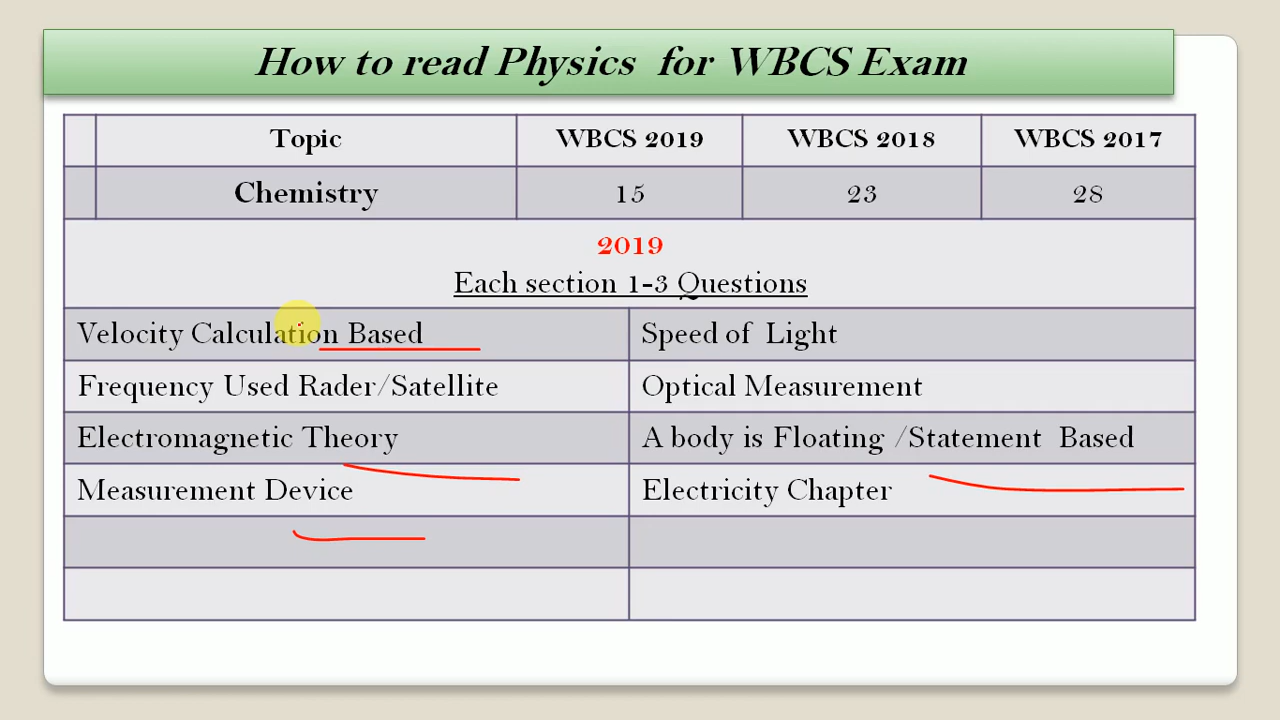 How to read Physics for WBCS Exam
Topic WBCS 2019 WBCS 2018 WBCS 2017
Chemistry 15 23 28
2019
Each section 1-3 Questions
Velocity Calculation Based Speed of Light
Frequency Used Rader/Satellite Optical Measurement
Electromagnetic Theory A body is Floating /Statement Based
Measurement Device Electricity Chapter